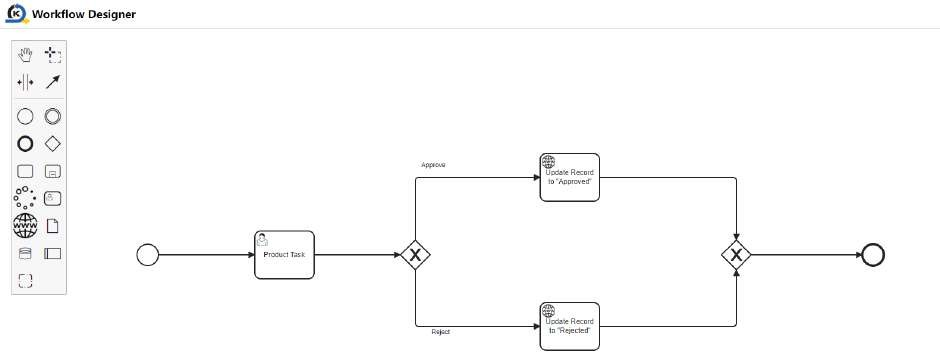 Workflow Designer
Approve
Update Record
to "Approved"
Product Task
Reject
Update Record
to "Rejected"